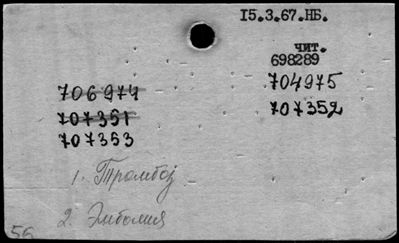 15.3.67.НБ.
чит.
698289
706974
704975
707351
707352
707353
1. Тромбоз
2. Эмболия
56